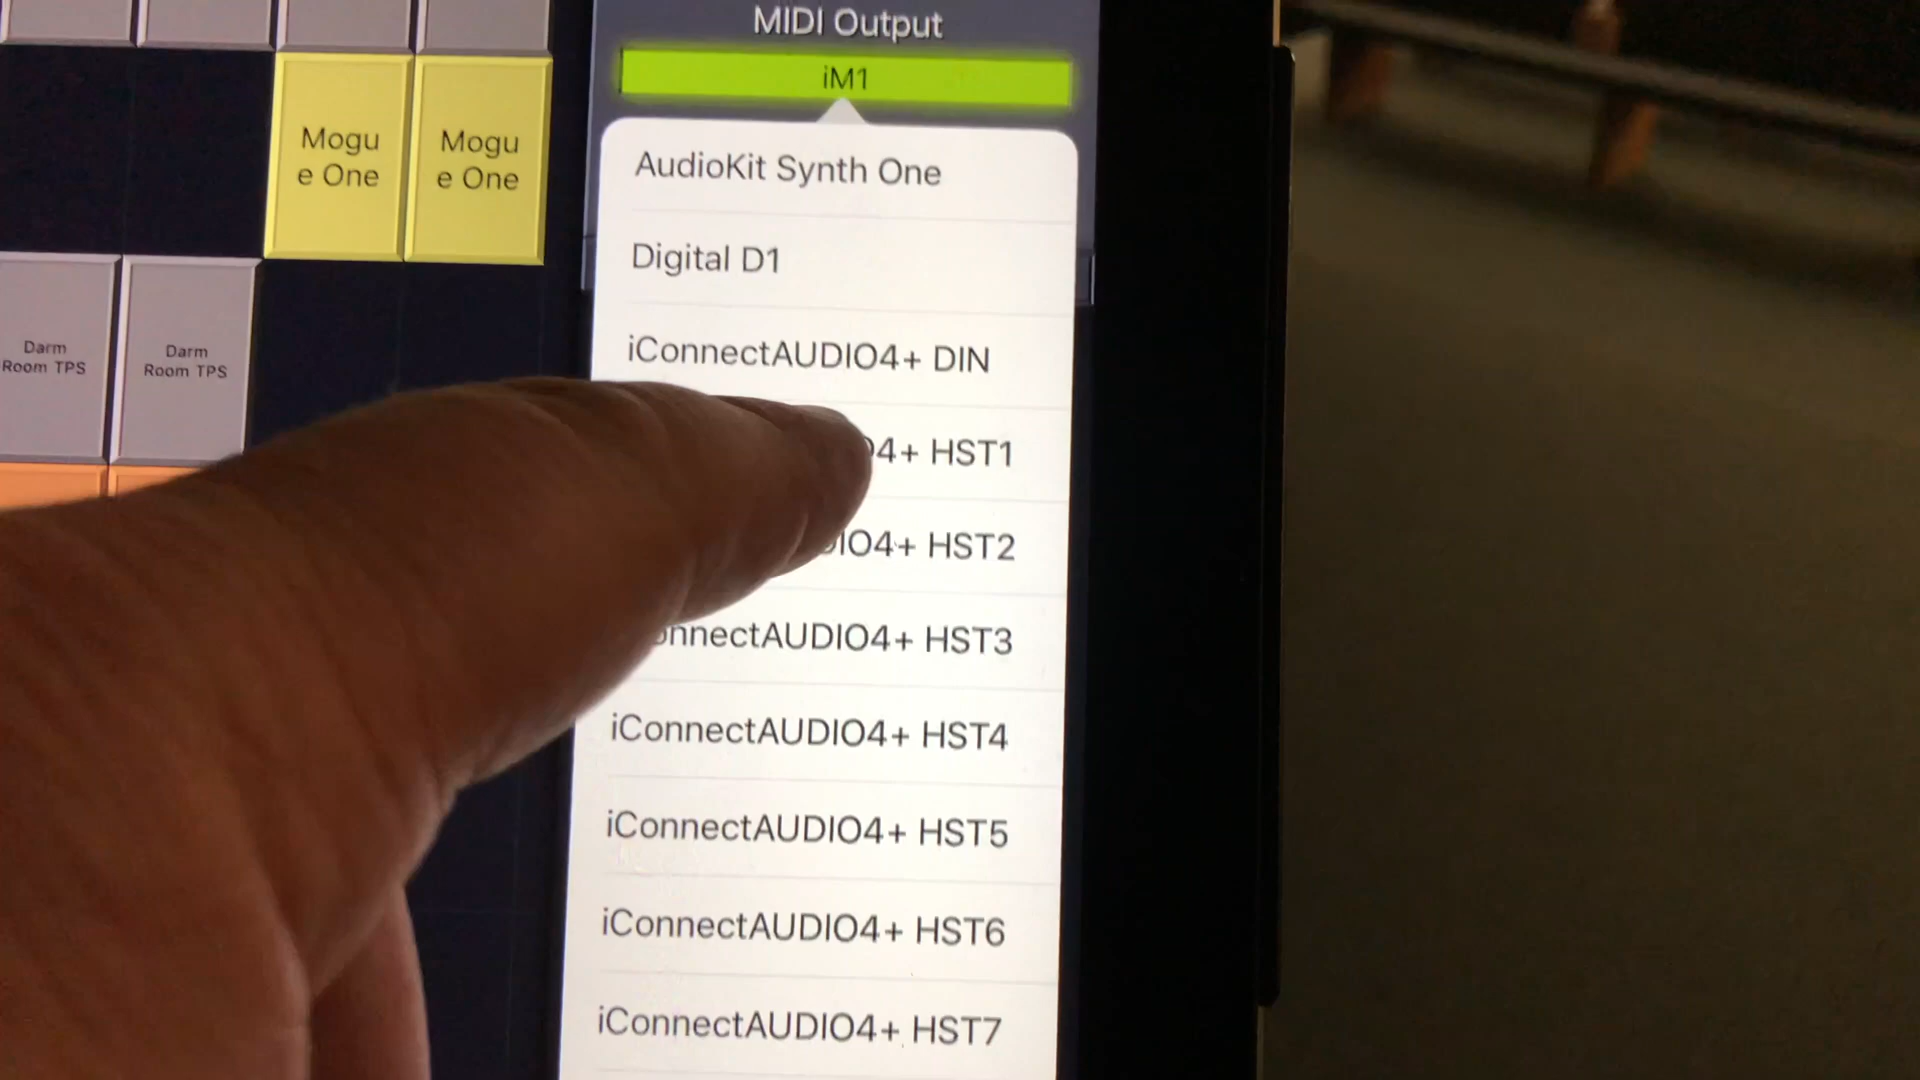 MIDI Output
iM1
Mogu
e One
Mogu
e One
AudioKit Synth One
Digital D1
iConnectAUDIO4+ DIN
Darm
Room TPS
Darm
Room TPS
4+ HST1
IO4+ HST2
onnectAUDIO4+ HST3
iConnectAUDIO4+ HST4
iConnectAUDIO4+ HST5
iConnectAUDIO4+ HST6
iConnectAUDIO4+ HST7